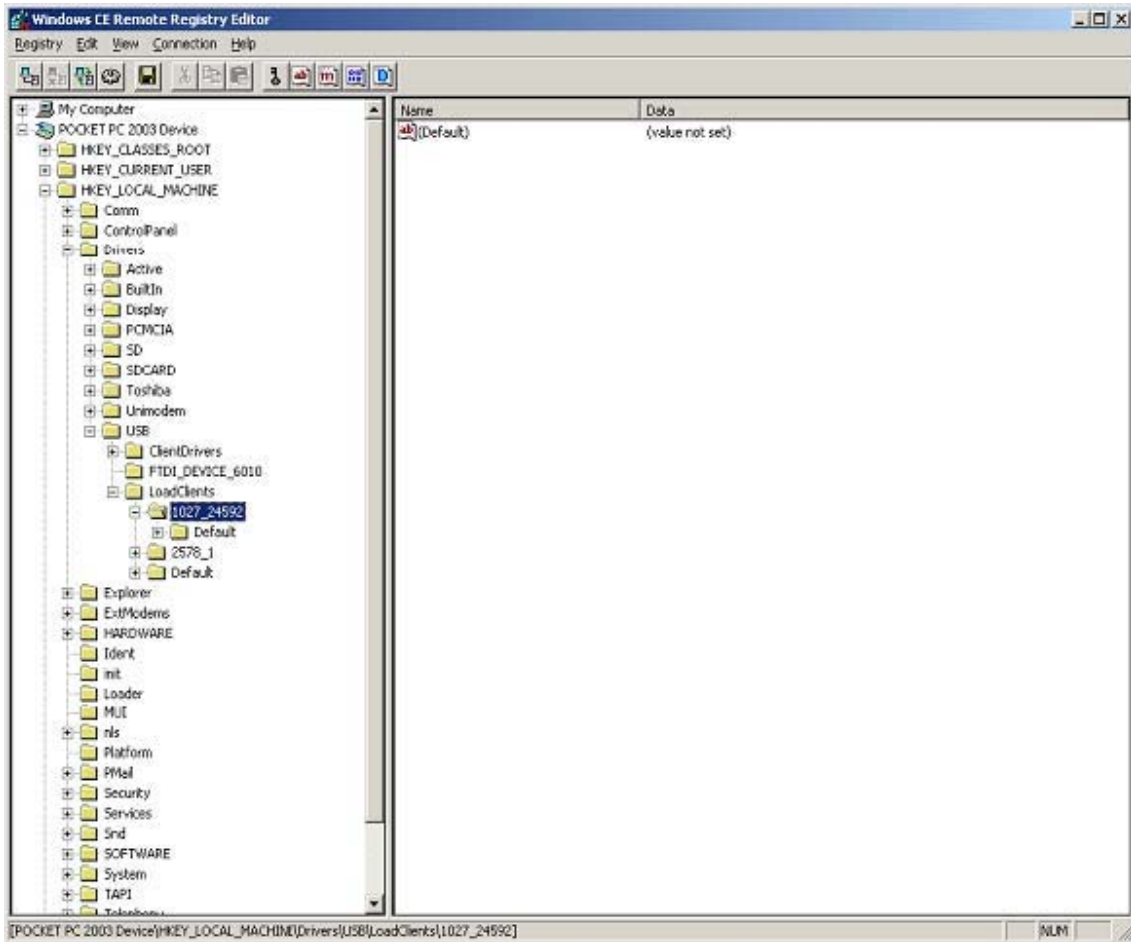 Windows CE Remote Registry Editor
Registry Edit View Connection Help
My Computer
POCKET PC 2003 Device
HKEY_CLASSES_ROOT
HKEY_CURRENT_USER
HKEY_LOCAL_MACHINE
Comm
ControlPanel
Drivers
Active
BuiltIn
Display
PCMCIA
SD
SDCARD
Toshiba
Unimodem
USB
ClientDrivers
FTDI_DEVICE_6010
LoadClients
1027_24592
Default
2578_1
Default
Explorer
ExtModems
HARDWARE
Ident
init
Loader
MUI
nls
Platform
PMail
Security
Services
Snd
SOFTWARE
System
TAPI
Telephony
Name Data
(Default) (value not set)
[POCKET PC 2003 Device\HKEY_LOCAL_MACHINE\Drivers\USB\LoadClients\1027_24592] NUM